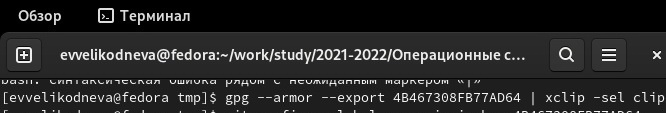 Обзор Терминал
evvelikodneva@fedora:~/work/study/2021-2022/Операционные с...
bash: синтаксическая ошибка рядом с неожиданным маркером «|»
[evvelikodneva@fedora tmp]$ gpg --armor --export 4B467308FB77AD64 | xclip -sel clip